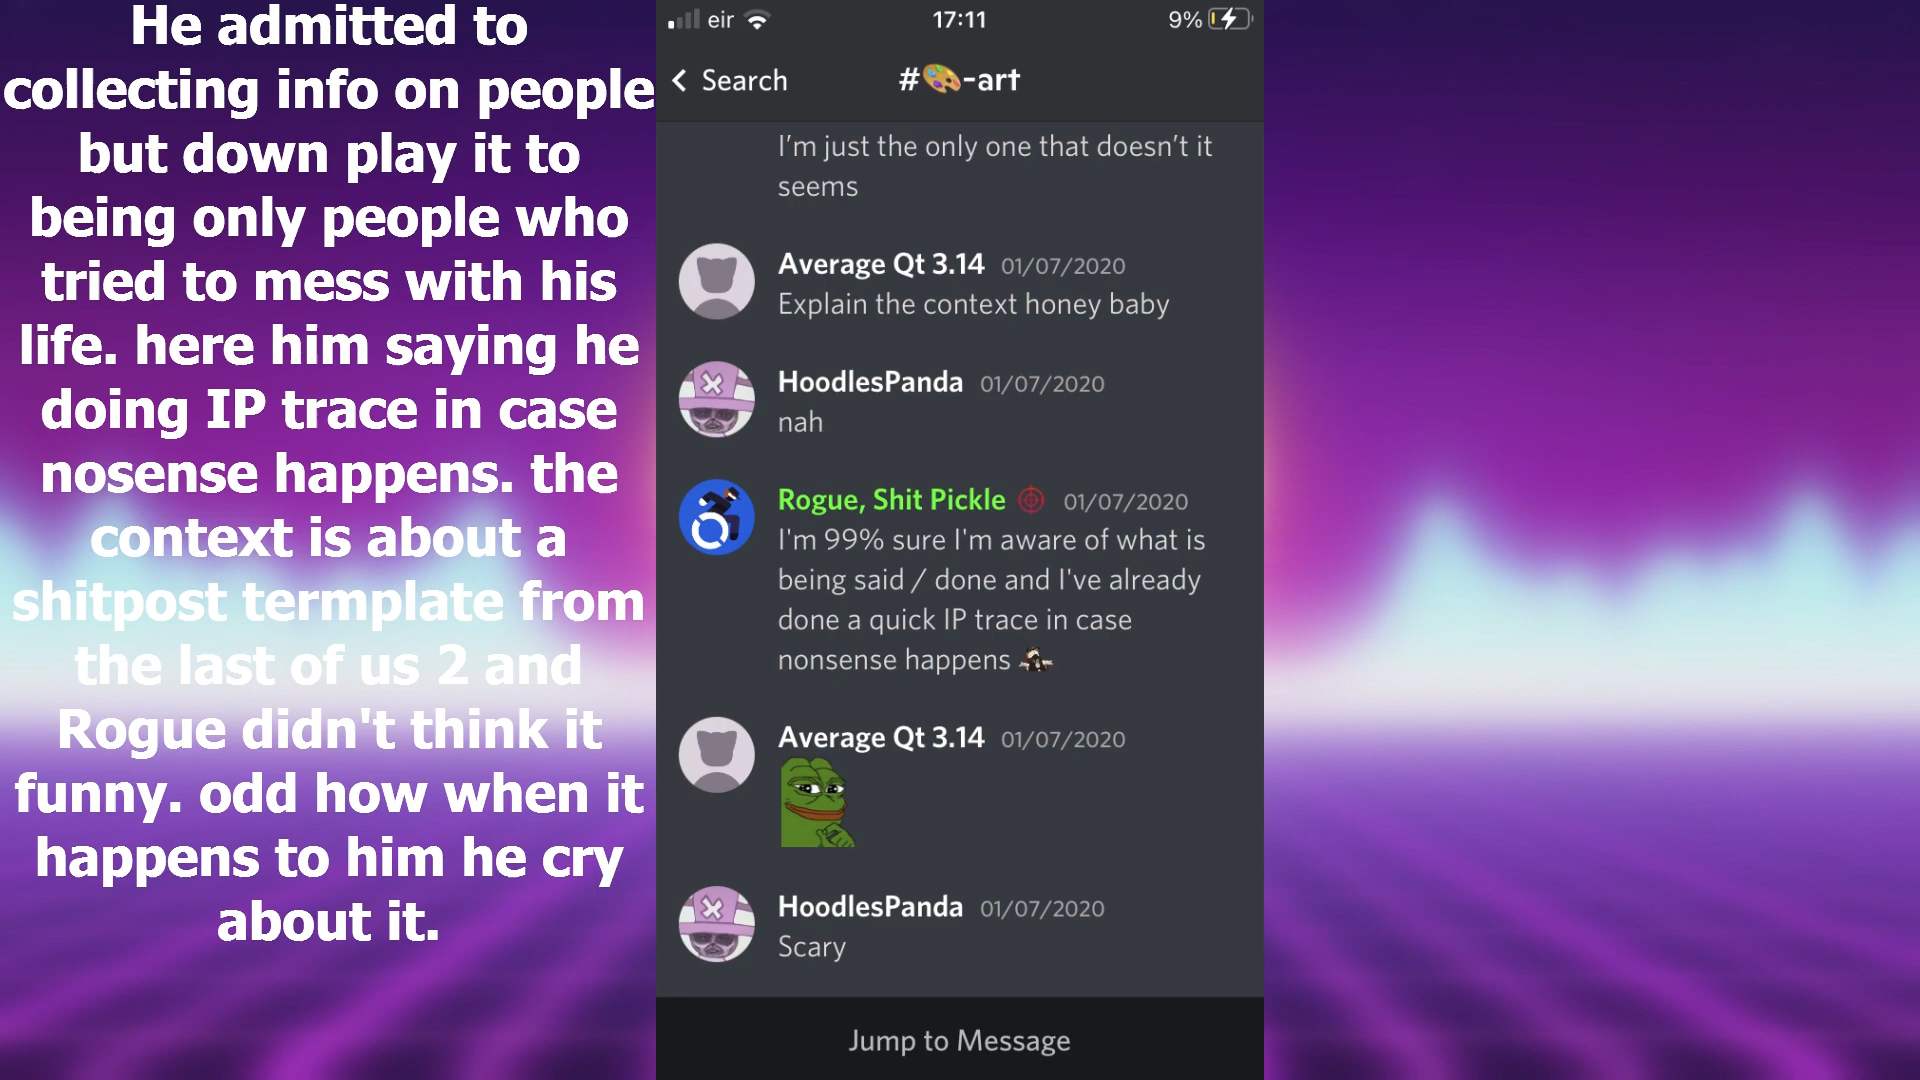 He admitted to
collecting info on people
but down play it to
being only people who
tried to mess with his
life. here him saying he
doing IP trace in case
nosense happens. the
context is about a
shitpost termplate from
the last of us 2 and
Rogue didn't think it
funny. odd how when it
happens to him he cry
about it.
eir 17:11 9%
Search #🎨-art
I'm just the only one that doesn't it
seems
Average Qt 3.14 01/07/2020
Explain the context honey baby
HoodlesPanda 01/07/2020
nah
Rogue, Shit Pickle 01/07/2020
I'm 99% sure I'm aware of what is
being said / done and I've already
done a quick IP trace in case
nonsense happens
Average Qt 3.14 01/07/2020
HoodlesPanda 01/07/2020
Scary
Jump to Message